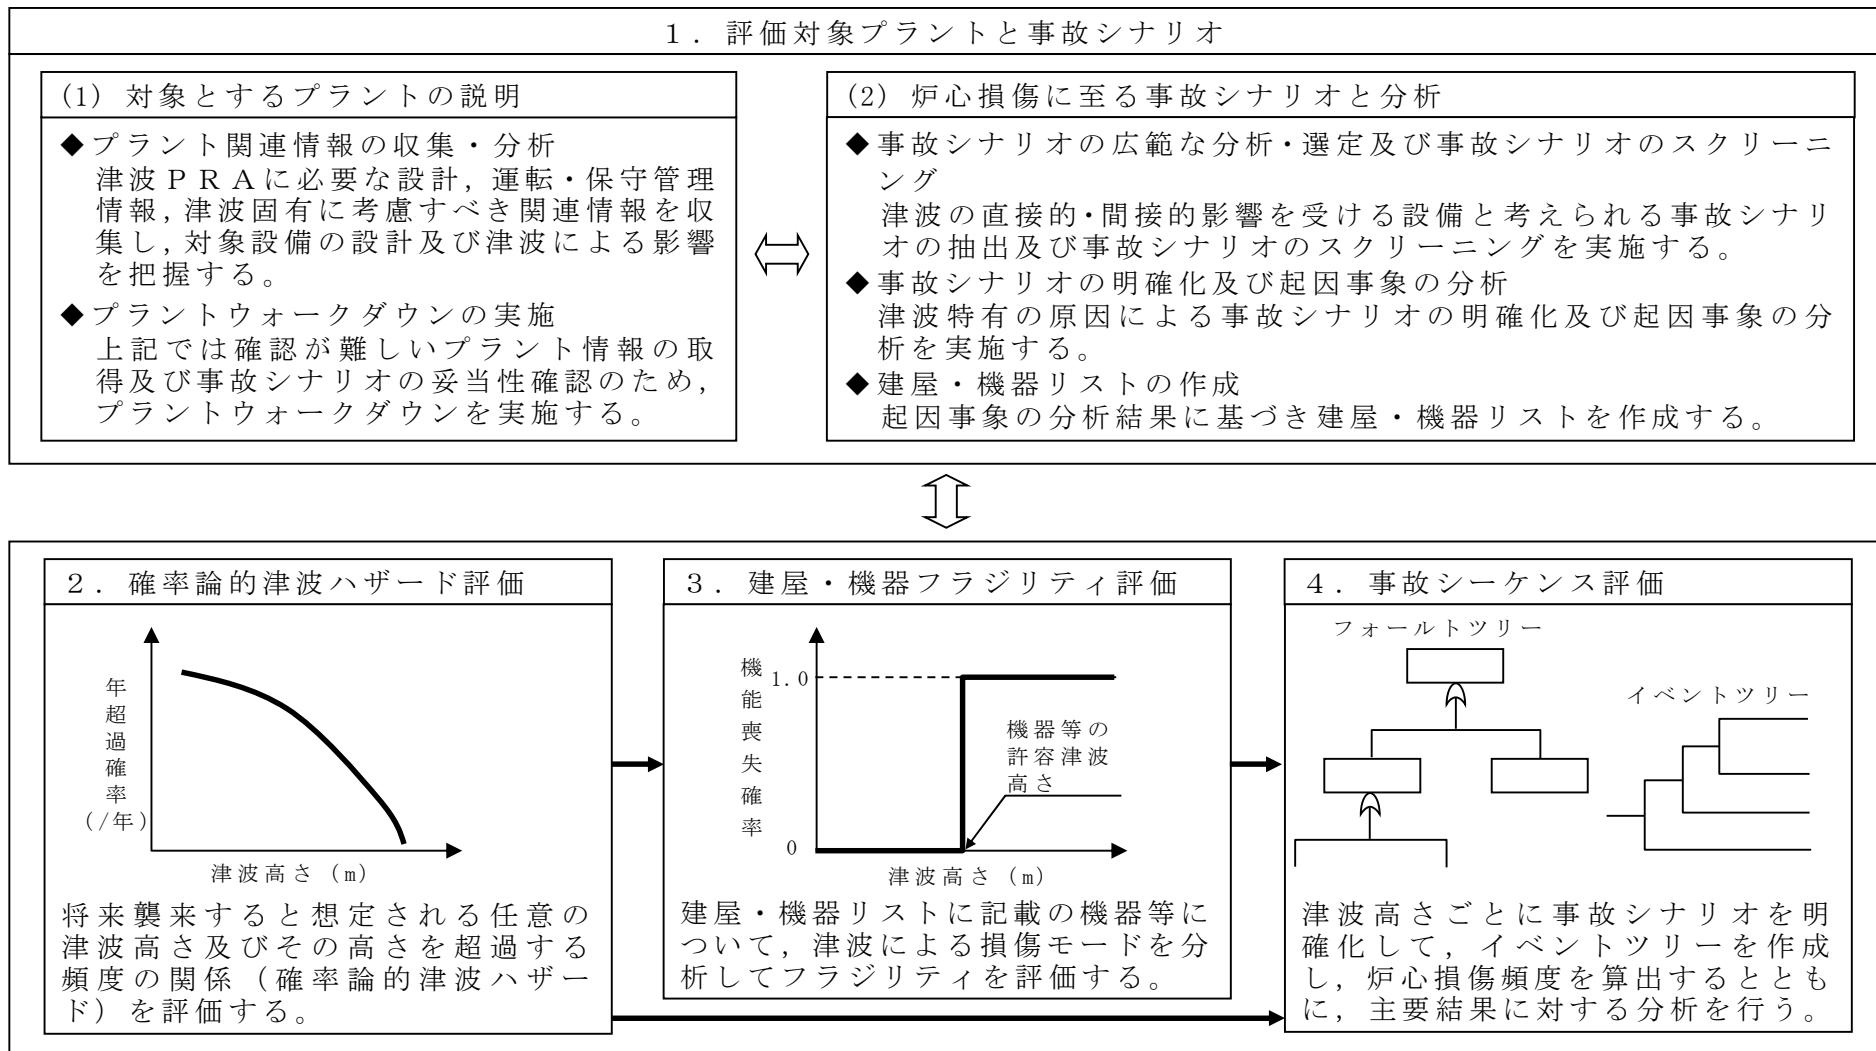 １．評価対象プラントと事故シナリオ
(1) 対象とするプラントの説明
◆プラント関連情報の収集・分析
津波ＰＲＡに必要な設計，運転・保守管理
情報，津波固有に考慮すべき関連情報を収
集し，対象設備の設計及び津波による影響
を把握する。
◆プラントウォークダウンの実施
上記では確認が難しいプラント情報の取
得及び事故シナリオの妥当性確認のため，
プラントウォークダウンを実施する。
(2) 炉心損傷に至る事故シナリオと分析
◆事故シナリオの広範な分析・選定及び事故シナリオのスクリーニ
ング
津波の直接的・間接的影響を受ける設備と考えられる事故シナリ
オの抽出及び事故シナリオのスクリーニングを実施する。
◆事故シナリオの明確化及び起因事象の分析
津波特有の原因による事故シナリオの明確化及び起因事象の分
析を実施する。
◆建屋・機器リストの作成
起因事象の分析結果に基づき建屋・機器リストを作成する。
２．確率論的津波ハザード評価
年超過確率
(/年)
津波高さ (m)
将来襲来すると想定される任意の
津波高さ及びその高さを超過する
頻度の関係（確率論的津波ハザー
ド）を評価する。
３．建屋・機器フラジリティ評価
機能喪失確率
1.0
0
機器等の
許容津波
高さ
津波高さ (m)
建屋・機器リストに記載の機器等に
ついて，津波による損傷モードを分
析してフラジリティを評価する。
４．事故シーケンス評価
フォールトツリー
イベントツリー
津波高さごとに事故シナリオを明
確化して，イベントツリーを作成
し，炉心損傷頻度を算出するととも
に，主要結果に対する分析を行う。